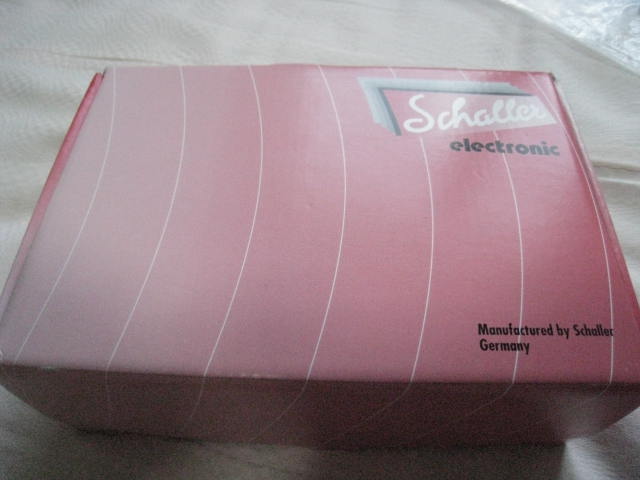 Schaller
electronic
Manufactured by Schaller
Germany